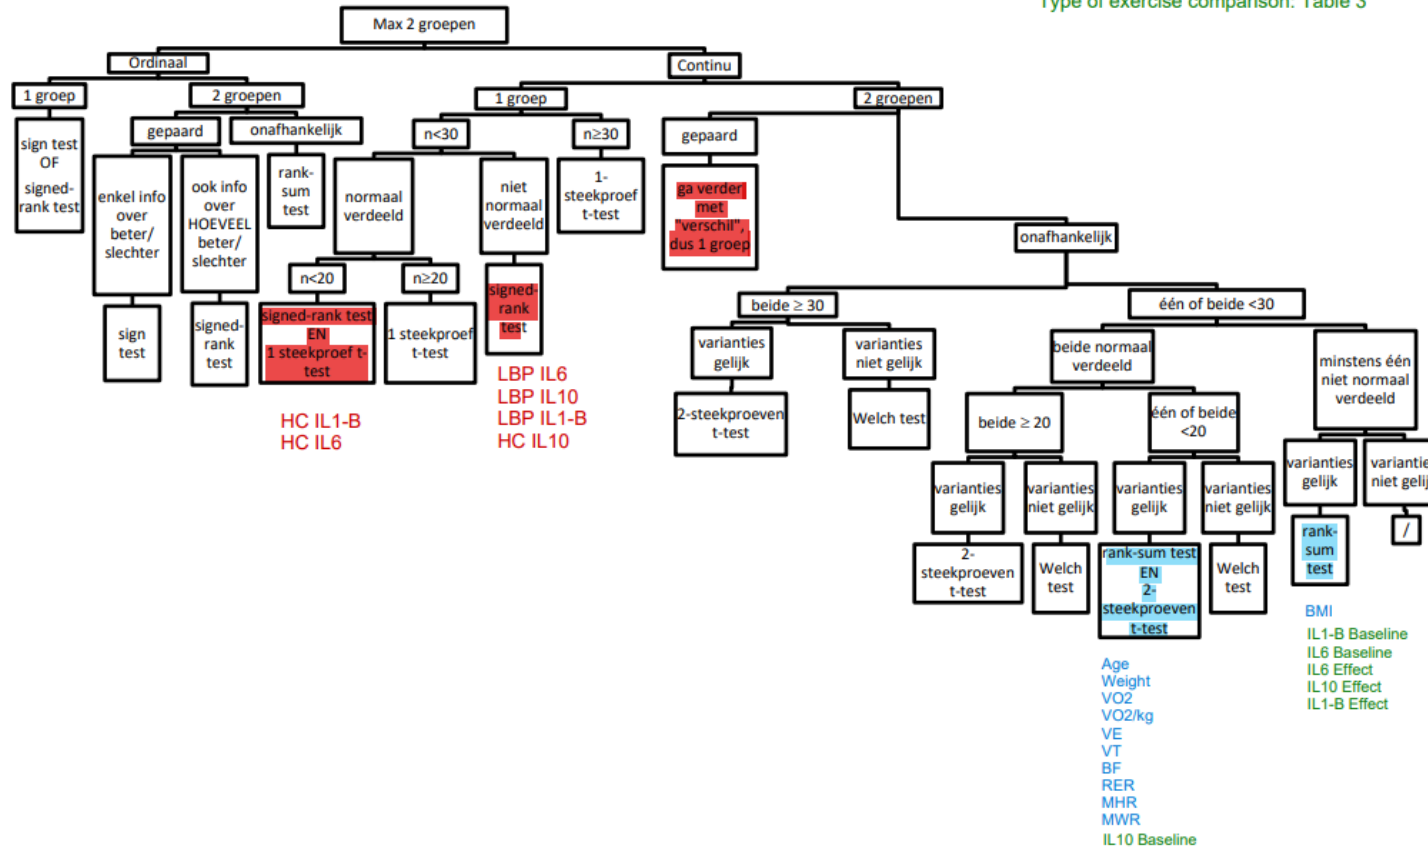 Type of exercise comparison: Table 3
Max 2 groepen
Ordinaal
Continu
1 groep
2 groepen
1 groep
2 groepen
sign test
OF
signed-
rank test
gepaard
onafhankelijk
n<30
n≥30
gepaard
enkel info
over
beter/
slechter
ook info
over
HOEVEEL
beter/
slechter
rank-
sum
test
normaal
verdeeld
niet
normaal
verdeeld
1-
steekproef
t-test
ga verder
met
"verschil",
dus 1 groep
onafhankelijk
n<20
n≥20
sign
test
signed-
rank
test
signed-rank test
EN
1 steekproef t-
test
1 steekproef
t-test
signed-
rank
test
HC IL1-B
HC IL6
LBP IL6
LBP IL10
LBP IL1-B
HC IL10
beide ≥ 30
één of beide <30
varianties
gelijk
varianties
niet gelijk
beide normaal
verdeeld
minstens één
niet normaal
verdeeld
2-steekproeven
t-test
Welch test
beide ≥ 20
één of beide
<20
varianties
gelijk
varianties
niet gelijk
varianties
gelijk
varianties
niet gelijk
varianties
gelijk
varianties
niet gelijk
2-
steekproeven
t-test
Welch
test
rank-sum test
EN
2-
steekproeven
t-test
Welch
test
rank-
sum
test
/
Age
Weight
VO2
VO2/kg
VE
VT
BF
RER
MHR
MWR
IL10 Baseline
BMI
IL1-B Baseline
IL6 Baseline
IL6 Effect
IL10 Effect
IL1-B Effect